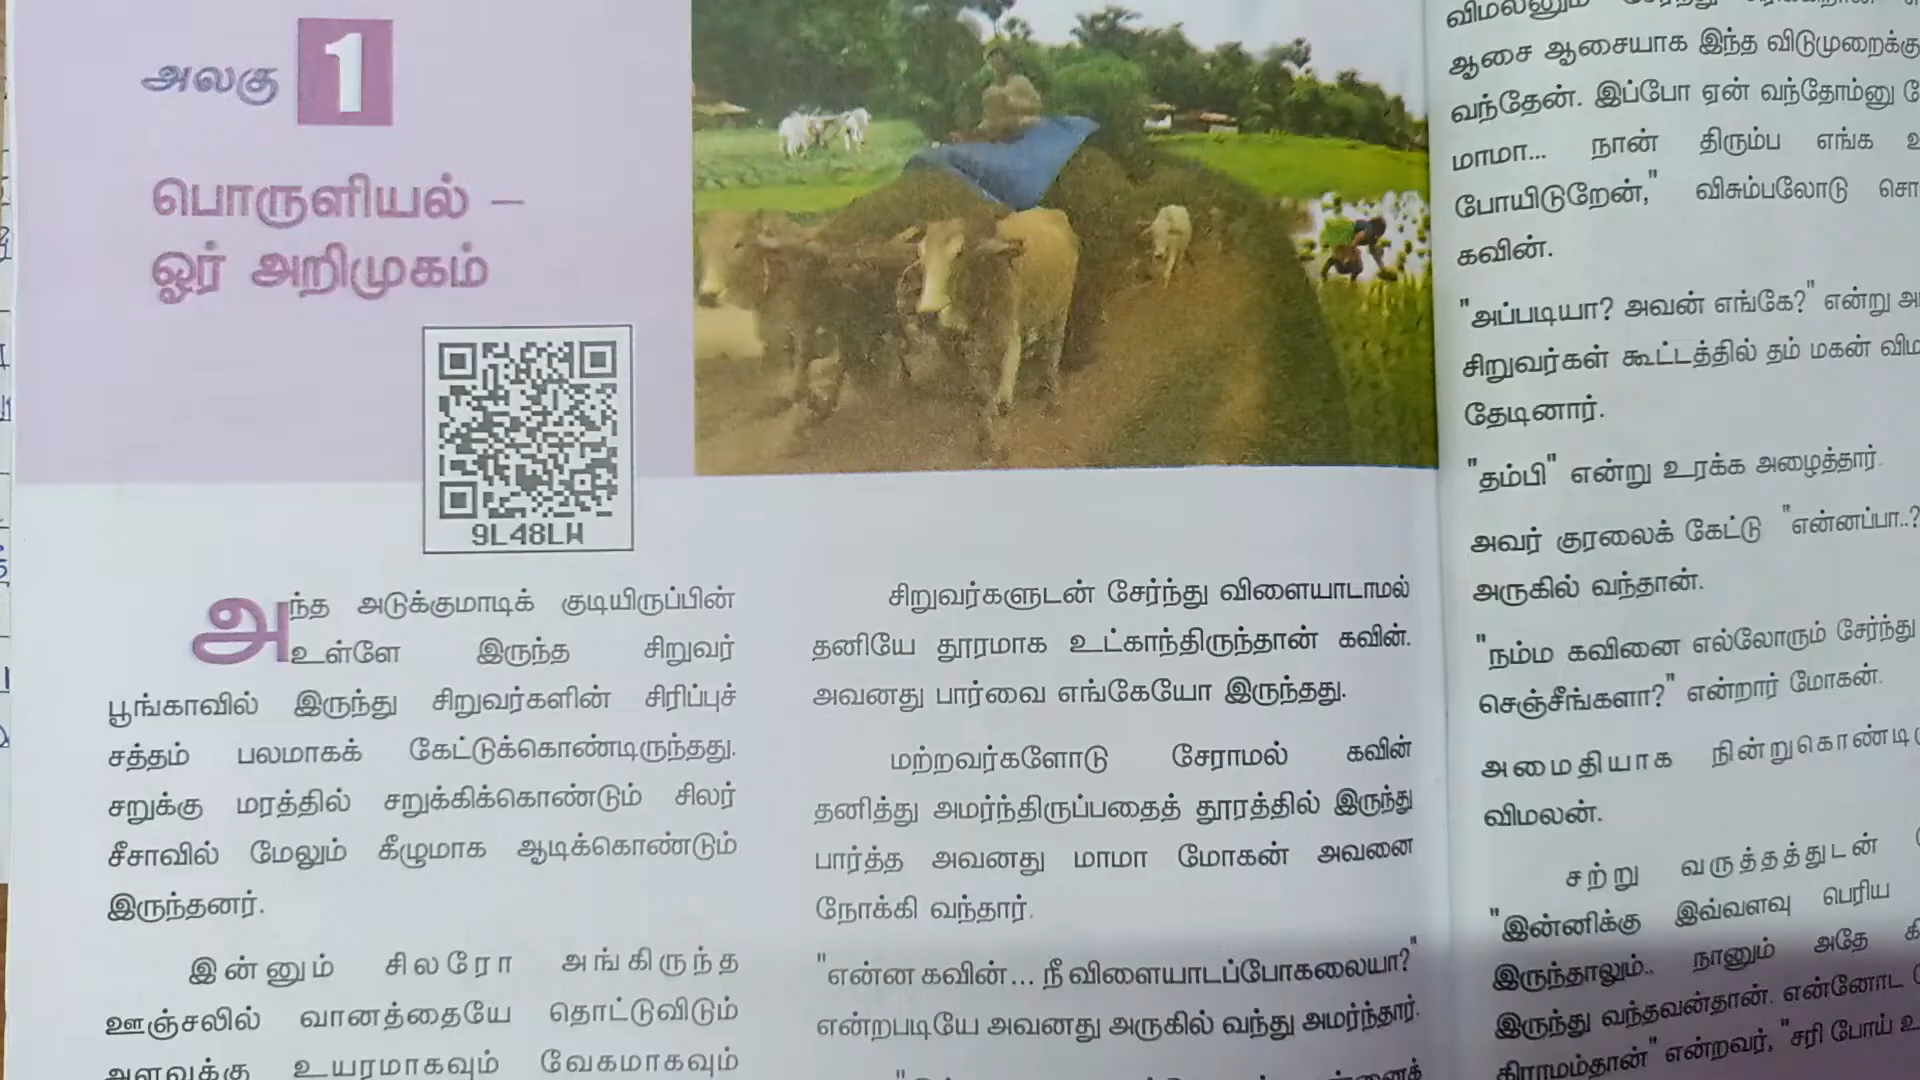 அலகு 1
பொருளியல் –
ஓர் அறிமுகம்
9L48LW
அந்த அடுக்குமாடிக் குடியிருப்பின்
உள்ளே இருந்த சிறுவர்
பூங்காவில் இருந்து சிறுவர்களின் சிரிப்புச்
சத்தம் பலமாகக் கேட்டுக்கொண்டிருந்தது.
சறுக்கு மரத்தில் சறுக்கிக்கொண்டும் சிலர்
சீசாவில் மேலும் கீழுமாக ஆடிக்கொண்டும்
இருந்தனர்.
இன்னும் சிலரோ அங்கிருந்த
ஊஞ்சலில் வானத்தையே தொட்டுவிடும்
அளவுக்கு உயரமாகவும் வேகமாகவும்
சிறுவர்களுடன் சேர்ந்து விளையாடாமல்
தனியே தூரமாக உட்காந்திருந்தான் கவின்.
அவனது பார்வை எங்கேயோ இருந்தது.
மற்றவர்களோடு சேராமல் கவின்
தனித்து அமர்ந்திருப்பதைத் தூரத்தில் இருந்து
பார்த்த அவனது மாமா மோகன் அவனை
நோக்கி வந்தார்.
"என்ன கவின்... நீ விளையாடப்போகலையா?"
என்றபடியே அவனது அருகில் வந்து அமர்ந்தார்.
ஆசை ஆசையாக இந்த விடுமுறைக்கு
வந்தேன். இப்போ ஏன் வந்தோம்னு
மாமா... நான் திரும்ப எங்க
போயிடுறேன்," விசும்பலோடு
கவின்.
"அப்படியா? அவன் எங்கே?" என்று
சிறுவர்கள் கூட்டத்தில் தம் மகன்
தேடினார்.
"தம்பி" என்று உரக்க அழைத்தார்.
அவர் குரலைக் கேட்டு "என்னப்பா..?
அருகில் வந்தான்.
"நம்ம கவினை எல்லோரும் சேர்ந்து
செஞ்சீங்களா?" என்றார் மோகன்.
அமைதியாக
விமலன்.
சற்று வருத்தத்துடன்
"இன்னிக்கு இவ்வளவு பெரிய
இருந்தாலும்.. நானும் அதே
இருந்து வந்தவன்தான். என்னோட
கிராமம்தான்" என்றவர், "சரி போய்